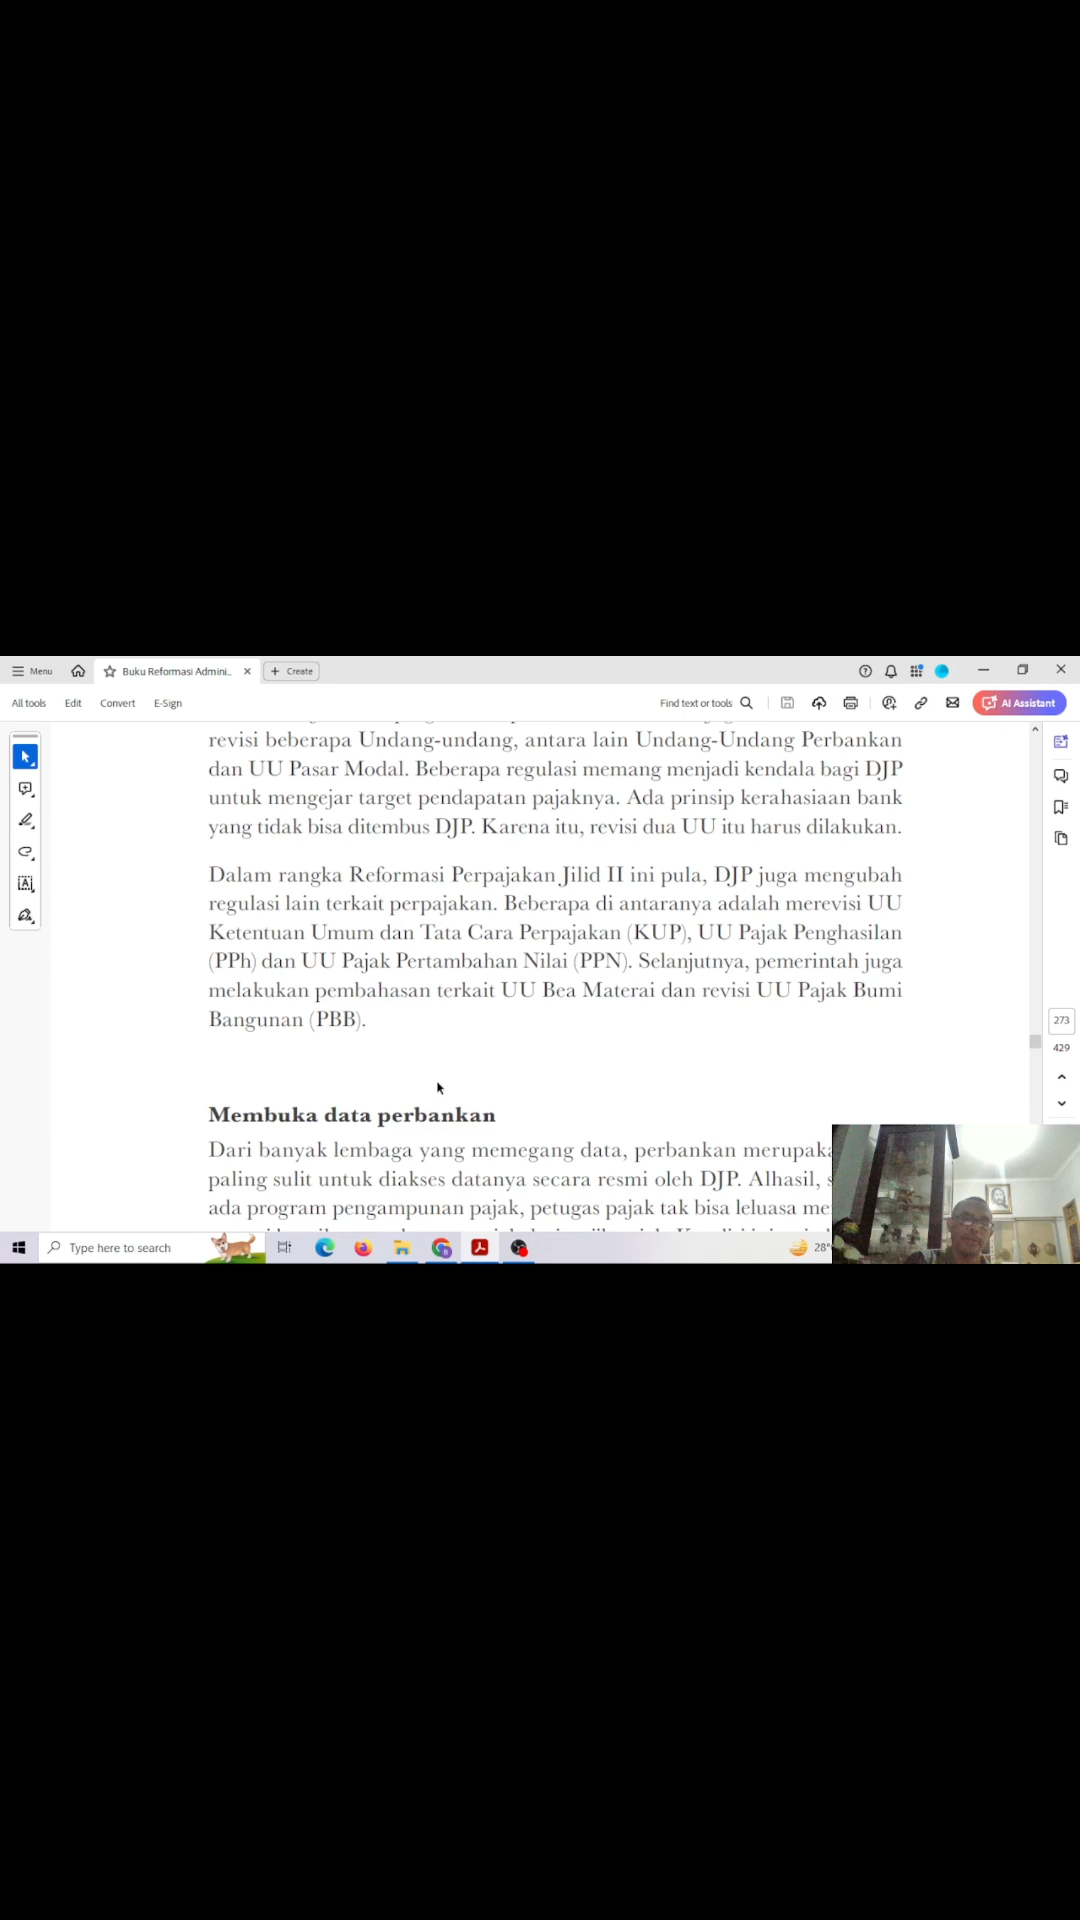 Menu
Buku Reformasi Admini...
Create
All tools
Edit
Convert
E-Sign
Find text or tools
AI Assistant
revisi beberapa Undang-undang, antara lain Undang-Undang Perbankan
dan UU Pasar Modal. Beberapa regulasi memang menjadi kendala bagi DJP
untuk mengejar target pendapatan pajaknya. Ada prinsip kerahasiaan bank
yang tidak bisa ditembus DJP. Karena itu, revisi dua UU itu harus dilakukan.
Dalam rangka Reformasi Perpajakan Jilid II ini pula, DJP juga mengubah
regulasi lain terkait perpajakan. Beberapa di antaranya adalah merevisi UU
Ketentuan Umum dan Tata Cara Perpajakan (KUP), UU Pajak Penghasilan
(PPh) dan UU Pajak Pertambahan Nilai (PPN). Selanjutnya, pemerintah juga
melakukan pembahasan terkait UU Bea Materai dan revisi UU Pajak Bumi
Bangunan (PBB).
273
429
Membuka data perbankan
Dari banyak lembaga yang memegang data, perbankan merupaka
paling sulit untuk diakses datanya secara resmi oleh DJP. Alhasil, s
ada program pengampunan pajak, petugas pajak tak bisa leluasa me
Type here to search
28°